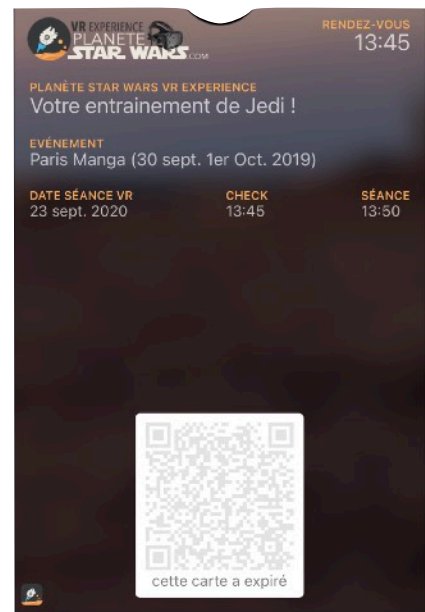 VR EXPERIENCE
PLANETE
STAR WARS.COM
RENDEZ-VOUS
13:45
PLANÈTE STAR WARS VR EXPERIENCE
Votre entrainement de Jedi !
EVÉNEMENT
Paris Manga (30 sept. 1er Oct. 2019)
DATE SÉANCE VR CHECK SÉANCE
23 sept. 2020 13:45 13:50
cette carte a expiré